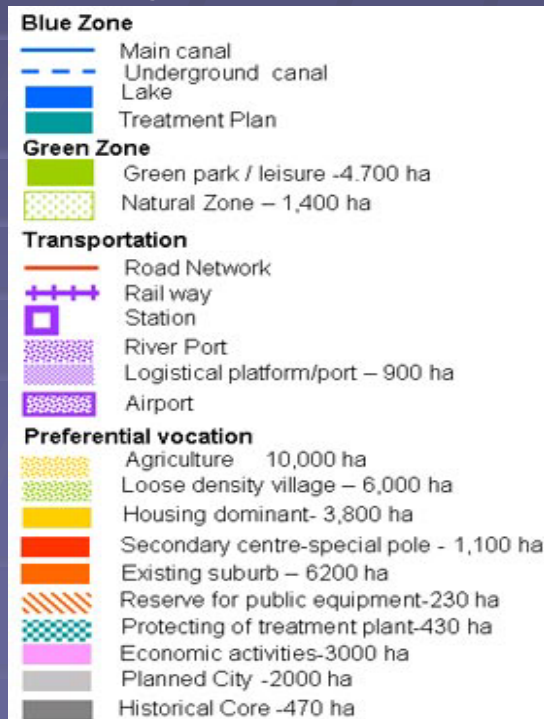 Blue Zone
Main canal
Underground canal
Lake
Treatment Plan
Green Zone
Green park / leisure -4.700 ha
Natural Zone – 1,400 ha
Transportation
Road Network
Rail way
Station
River Port
Logistical platform/port – 900 ha
Airport
Preferential vocation
Agriculture 10,000 ha
Loose density village – 6,000 ha
Housing dominant- 3,800 ha
Secondary centre-special pole - 1,100 ha
Existing suburb – 6200 ha
Reserve for public equipment-230 ha
Protecting of treatment plant-430 ha
Economic activities-3000 ha
Planned City -2000 ha
Historical Core -470 ha